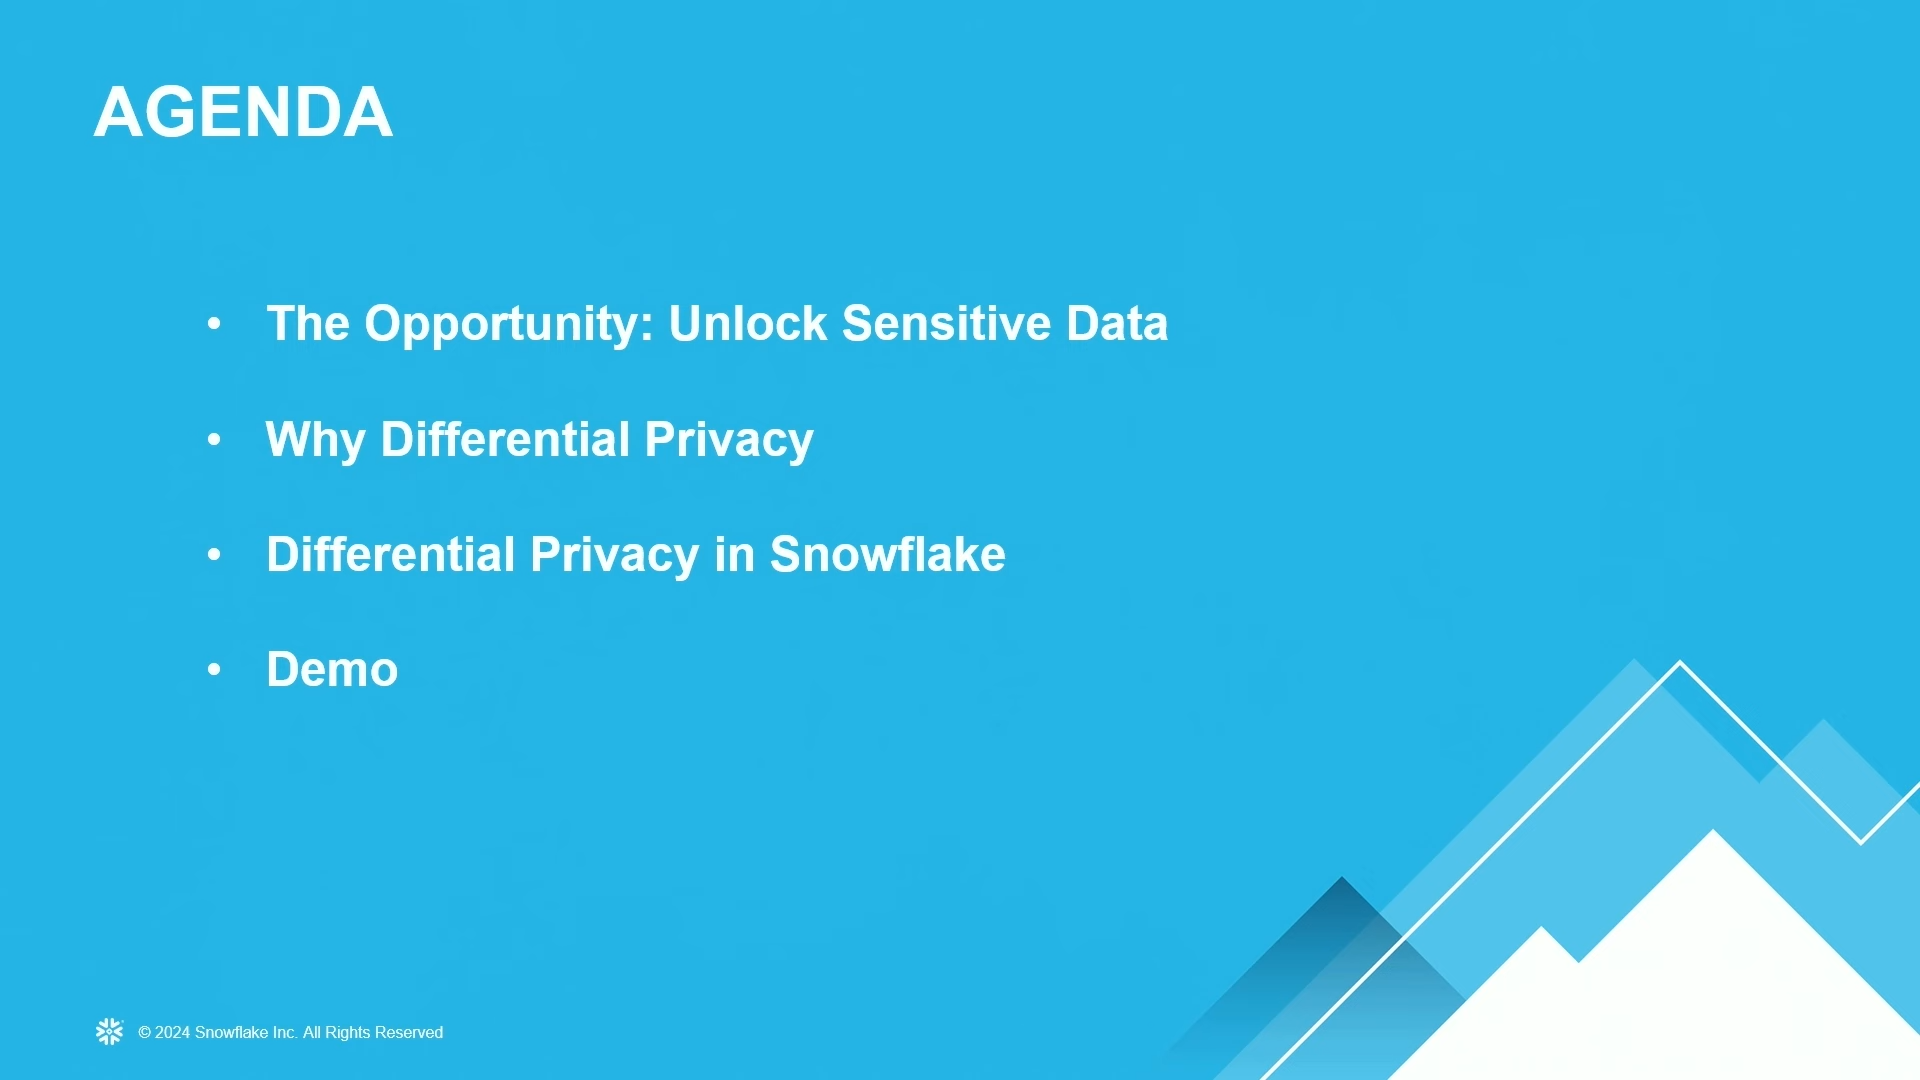 AGENDA
• The Opportunity: Unlock Sensitive Data
• Why Differential Privacy
• Differential Privacy in Snowflake
• Demo
© 2024 Snowflake Inc. All Rights Reserved